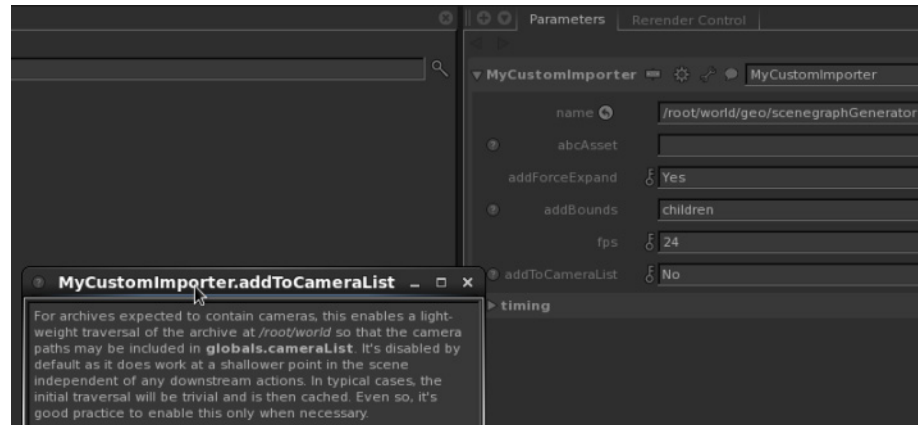 Parameters Rerender Control
MyCustomImporter MyCustomImporter
name /root/world/geo/scenegraphGenerator
abcAsset
addForceExpand Yes
addBounds children
fps 24
addToCameraList No
timing
MyCustomImporter.addToCameraList
For archives expected to contain cameras, this enables a light-
weight traversal of the archive at /root/world so that the camera
paths may be included in globals.cameraList. It's disabled by
default as it does work at a shallower point in the scene
independent of any downstream actions. In typical cases, the
initial traversal will be trivial and is then cached. Even so, it's
good practice to enable this only when necessary.